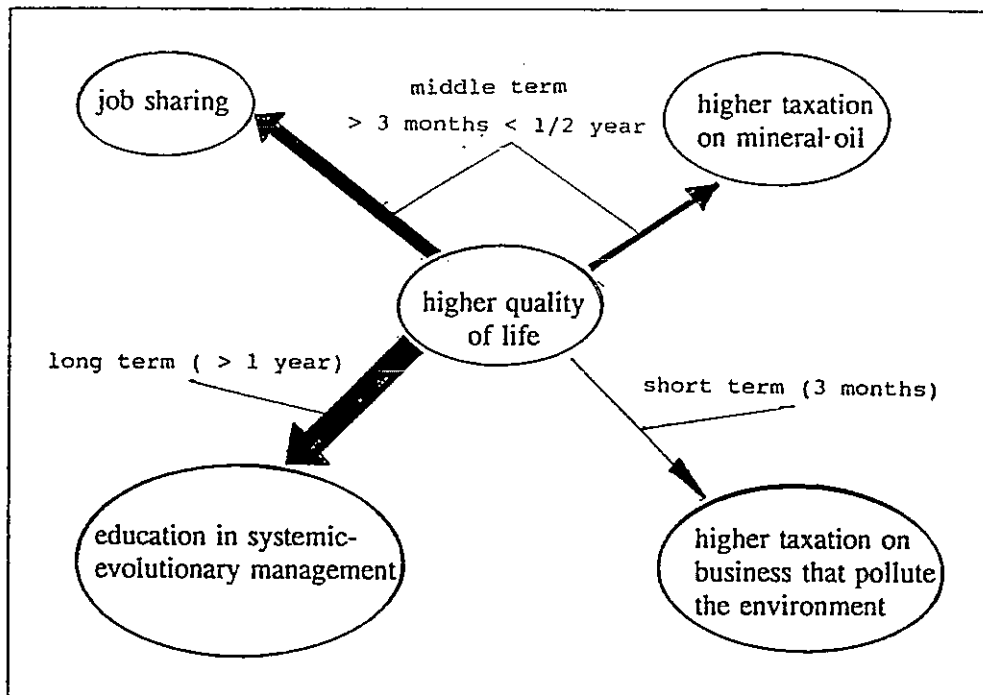 job sharing
middle term
> 3 months < 1/2 year
higher taxation
on mineral-oil
higher quality
of life
long term ( > 1 year)
short term (3 months)
education in systemic-
evolutionary management
higher taxation on
business that pollute
the environment